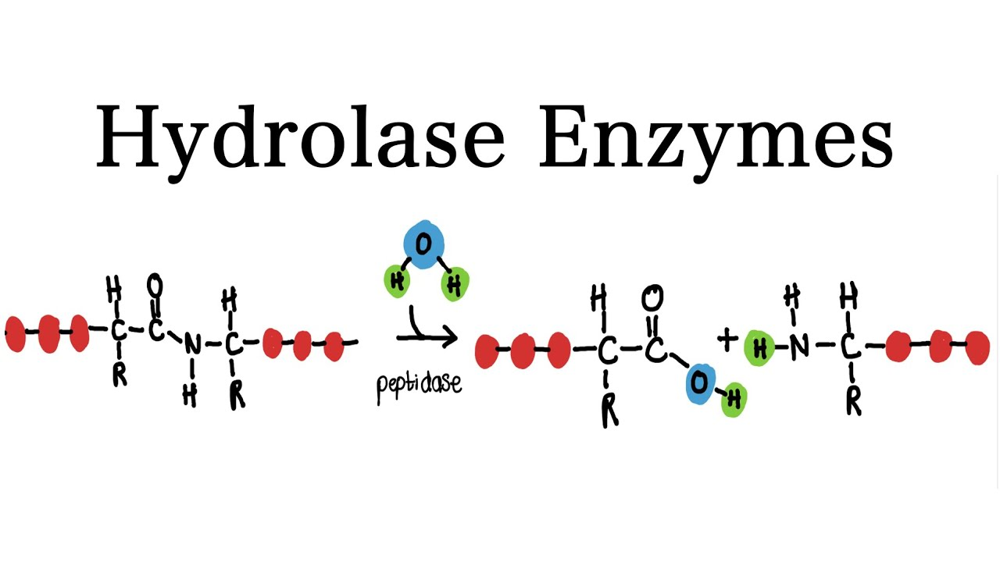 Hydrolase Enzymes
O
H H
H O H
C C N C
R H R
peptidase
H O
C C O H
R
+
H H
H N C
R